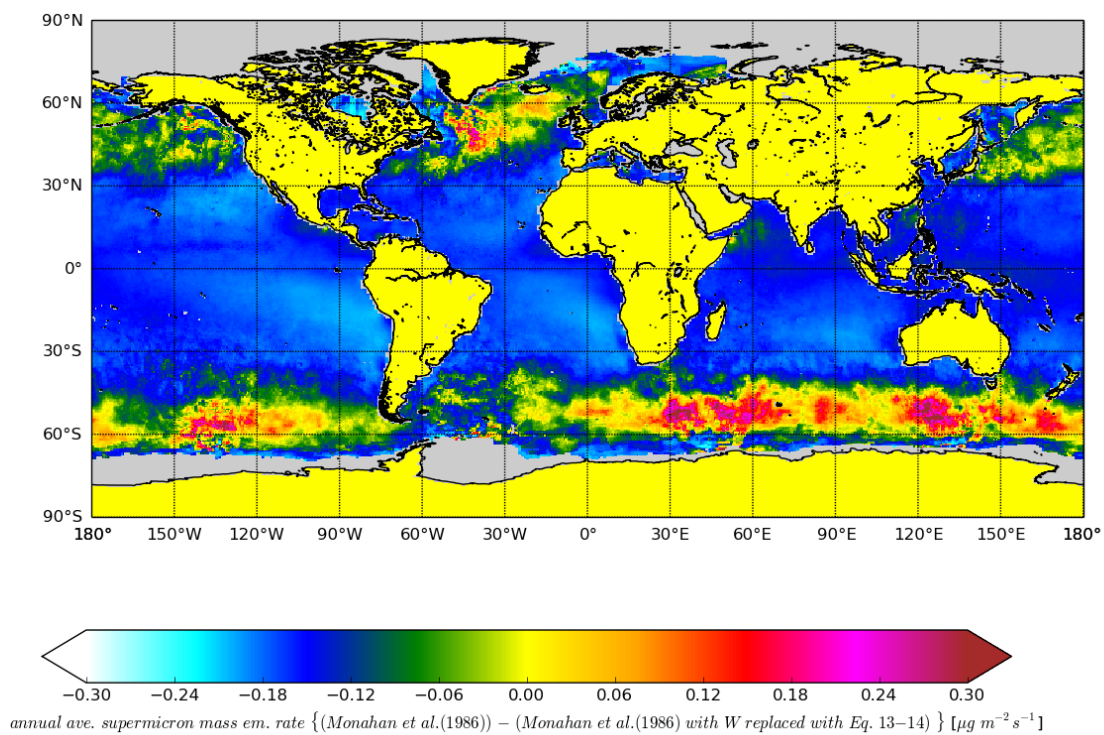 90°N
60°N
30°N
0°
30°S
60°S
90°S
180° 150°W 120°W 90°W 60°W 30°W 0° 30°E 60°E 90°E 120°E 150°E 180°
−0.30 −0.24 −0.18 −0.12 −0.06 0.00 0.06 0.12 0.18 0.24 0.30
annual ave. supermicron mass em. rate {(Monahan et al.(1986)) − (Monahan et al.(1986) with W replaced with Eq. 13−14) } [μg m⁻² s⁻¹]